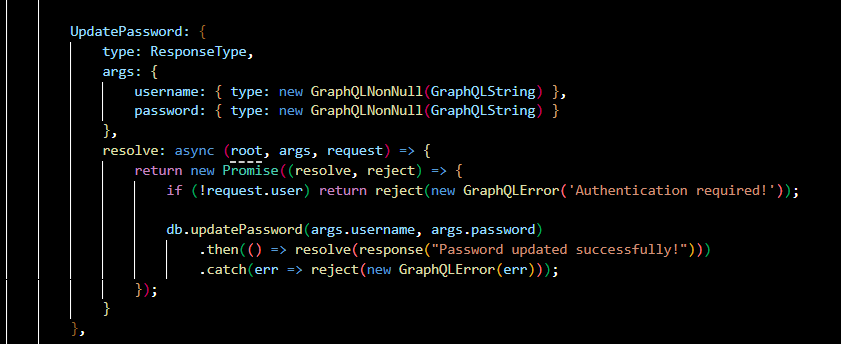 UpdatePassword: {
type: ResponseType,
args: {
username: { type: new GraphQLNonNull(GraphQLString) },
password: { type: new GraphQLNonNull(GraphQLString) }
},
resolve: async (root, args, request) => {
return new Promise((resolve, reject) => {
if (!request.user) return reject(new GraphQLError('Authentication required!'));
db.updatePassword(args.username, args.password)
.then(() => resolve(response("Password updated successfully!")))
.catch(err => reject(new GraphQLError(err)));
});
}
},